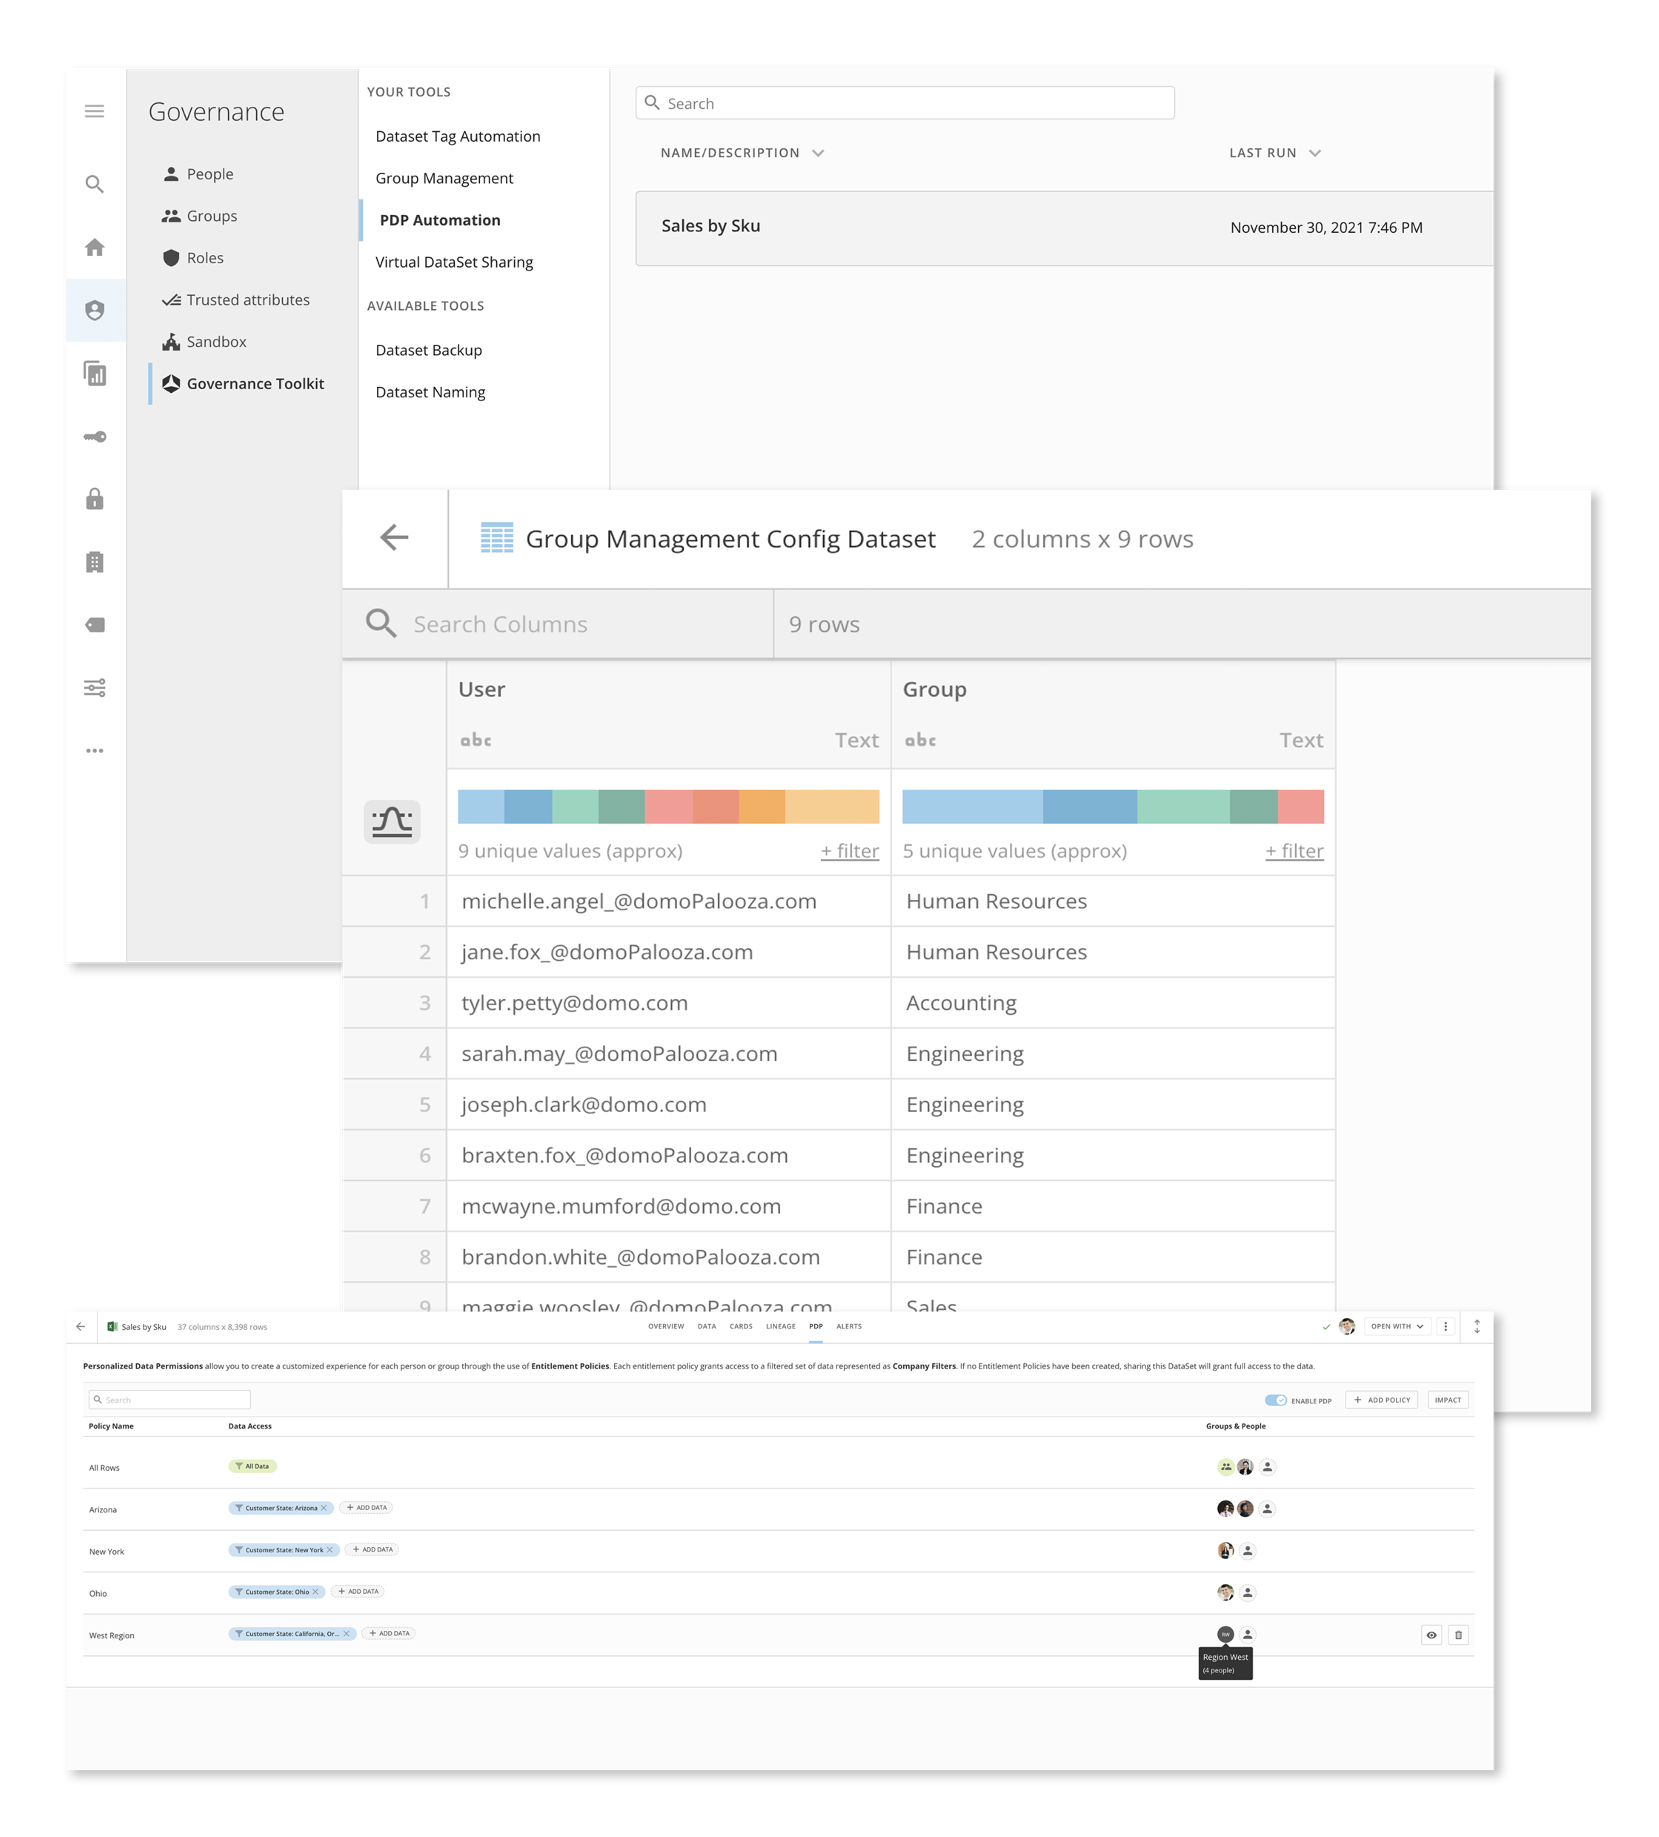 Governance
People
Groups
Roles
Trusted attributes
Sandbox
Governance Toolkit
YOUR TOOLS
Dataset Tag Automation
Group Management
PDP Automation
Virtual DataSet Sharing
AVAILABLE TOOLS
Dataset Backup
Dataset Naming
Search
NAME/DESCRIPTION LAST RUN
Sales by Sku November 30, 2021 7:46 PM
Group Management Config Dataset 2 columns x 9 rows
Search Columns 9 rows
User Group
abc Text abc Text
9 unique values (approx) + filter 5 unique values (approx) + filter
1 michelle.angel_@domoPalooza.com Human Resources
2 jane.fox_@domoPalooza.com Human Resources
3 tyler.petty@domo.com Accounting
4 sarah.may_@domoPalooza.com Engineering
5 joseph.clark@domo.com Engineering
6 braxten.fox_@domoPalooza.com Engineering
7 mcwayne.mumford@domo.com Finance
8 brandon.white_@domoPalooza.com Finance
9 maggie.woosley_@domoPalooza.com Sales
Sales by Sku 37 columns x 8,398 rows OVERVIEW DATA CARDS LINEAGE PDP ALERTS OPEN WITH
Personalized Data Permissions allow you to create a customized experience for each person or group through the use of Entitlement Policies. Each entitlement policy grants access to a filtered set of data represented as Company Filters. If no Entitlement Policies have been created, sharing this DataSet will grant full access to the data.
Search ENABLE PDP + ADD POLICY IMPACT
Policy Name Data Access Groups & People
All Rows All Data
Arizona Customer State: Arizona × + ADD DATA
New York Customer State: New York × + ADD DATA
Ohio Customer State: Ohio × + ADD DATA
West Region Customer State: California, Or... × + ADD DATA RW
Region West
(4 people)